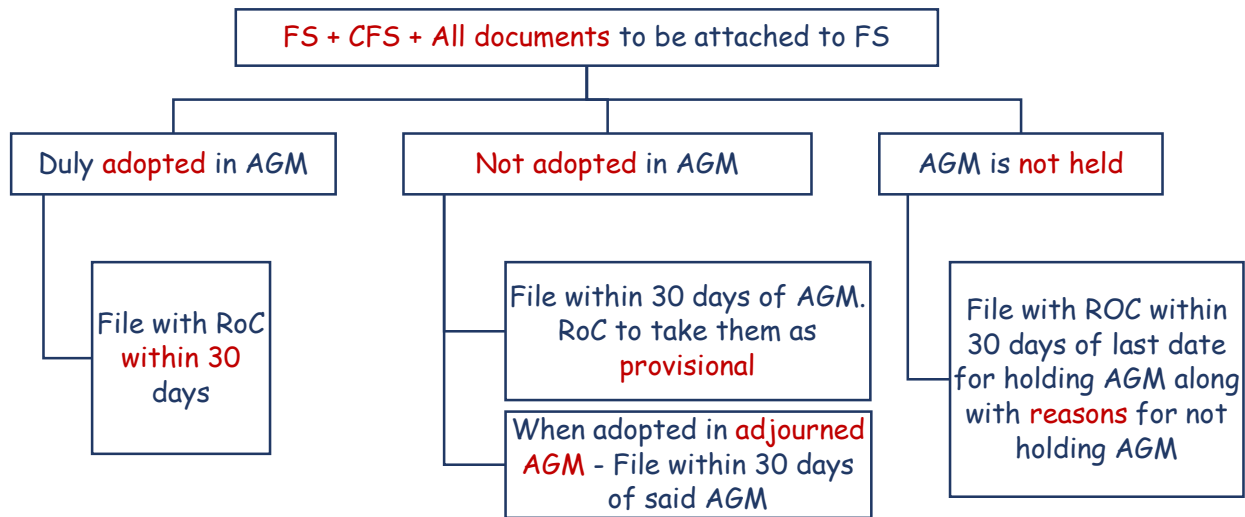 FS + CFS + All documents to be attached to FS
Duly adopted in AGM
Not adopted in AGM
AGM is not held
File with RoC
within 30
days
File within 30 days of AGM.
RoC to take them as
provisional
When adopted in adjourned
AGM - File within 30 days
of said AGM
File with ROC within
30 days of last date
for holding AGM along
with reasons for not
holding AGM